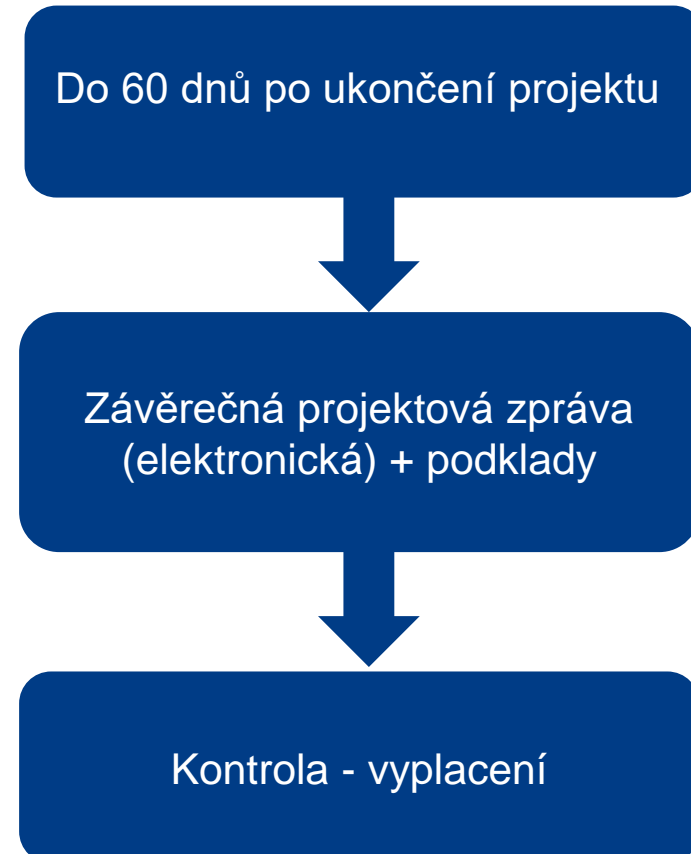 Do 60 dnů po ukončení projektu
Závěrečná projektová zpráva
(elektronická) + podklady
Kontrola - vyplacení